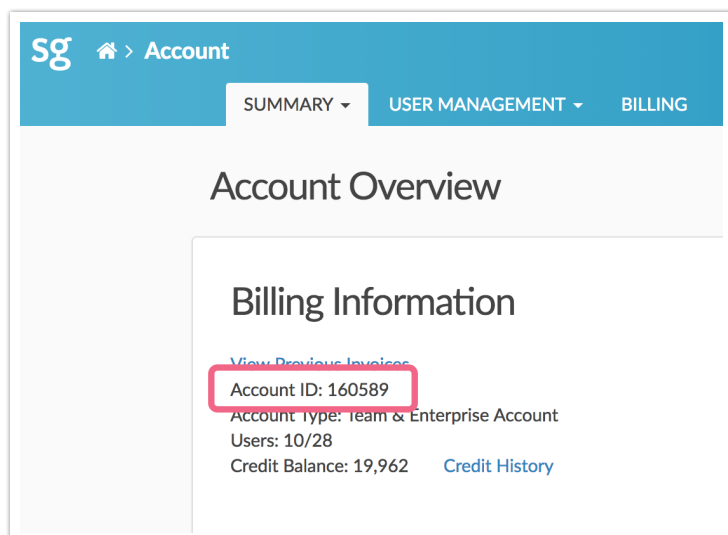 sg > Account
SUMMARY USER MANAGEMENT BILLING
Account Overview
Billing Information
View Previous Invoices
Account ID: 160589
Account Type: Team & Enterprise Account
Users: 10/28
Credit Balance: 19,962 Credit History